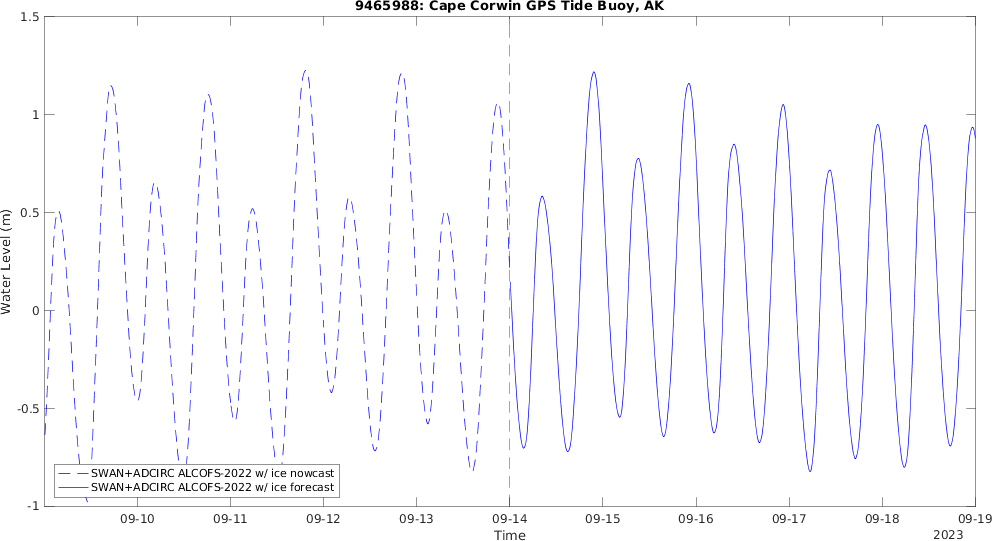 9465988: Cape Corwin GPS Tide Buoy, AK
1.5
1
0.5
0
-0.5
-1
Water Level (m)
SWAN+ADCIRC ALCOFS-2022 w/ ice nowcast
SWAN+ADCIRC ALCOFS-2022 w/ ice forecast
09-10 09-11 09-12 09-13 09-14 09-15 09-16 09-17 09-18 09-19
Time
2023